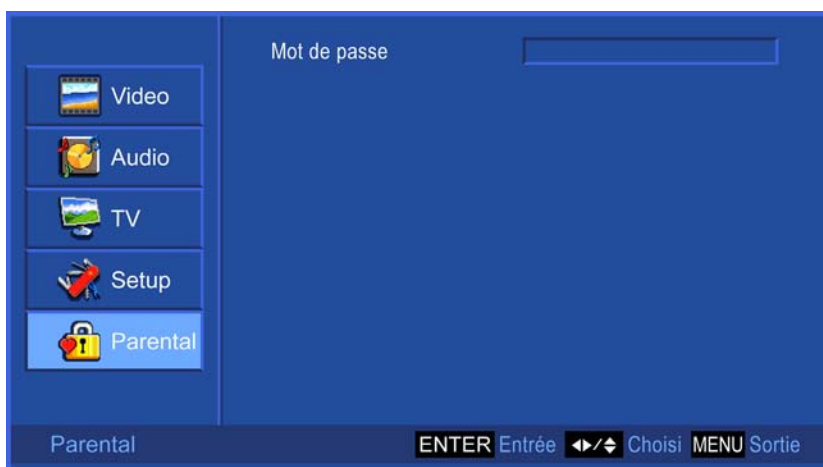 Mot de passe
Video
Audio
TV
Setup
Parental
Parental
ENTER Entrée ◄►/▲▼ Choisi MENU Sortie